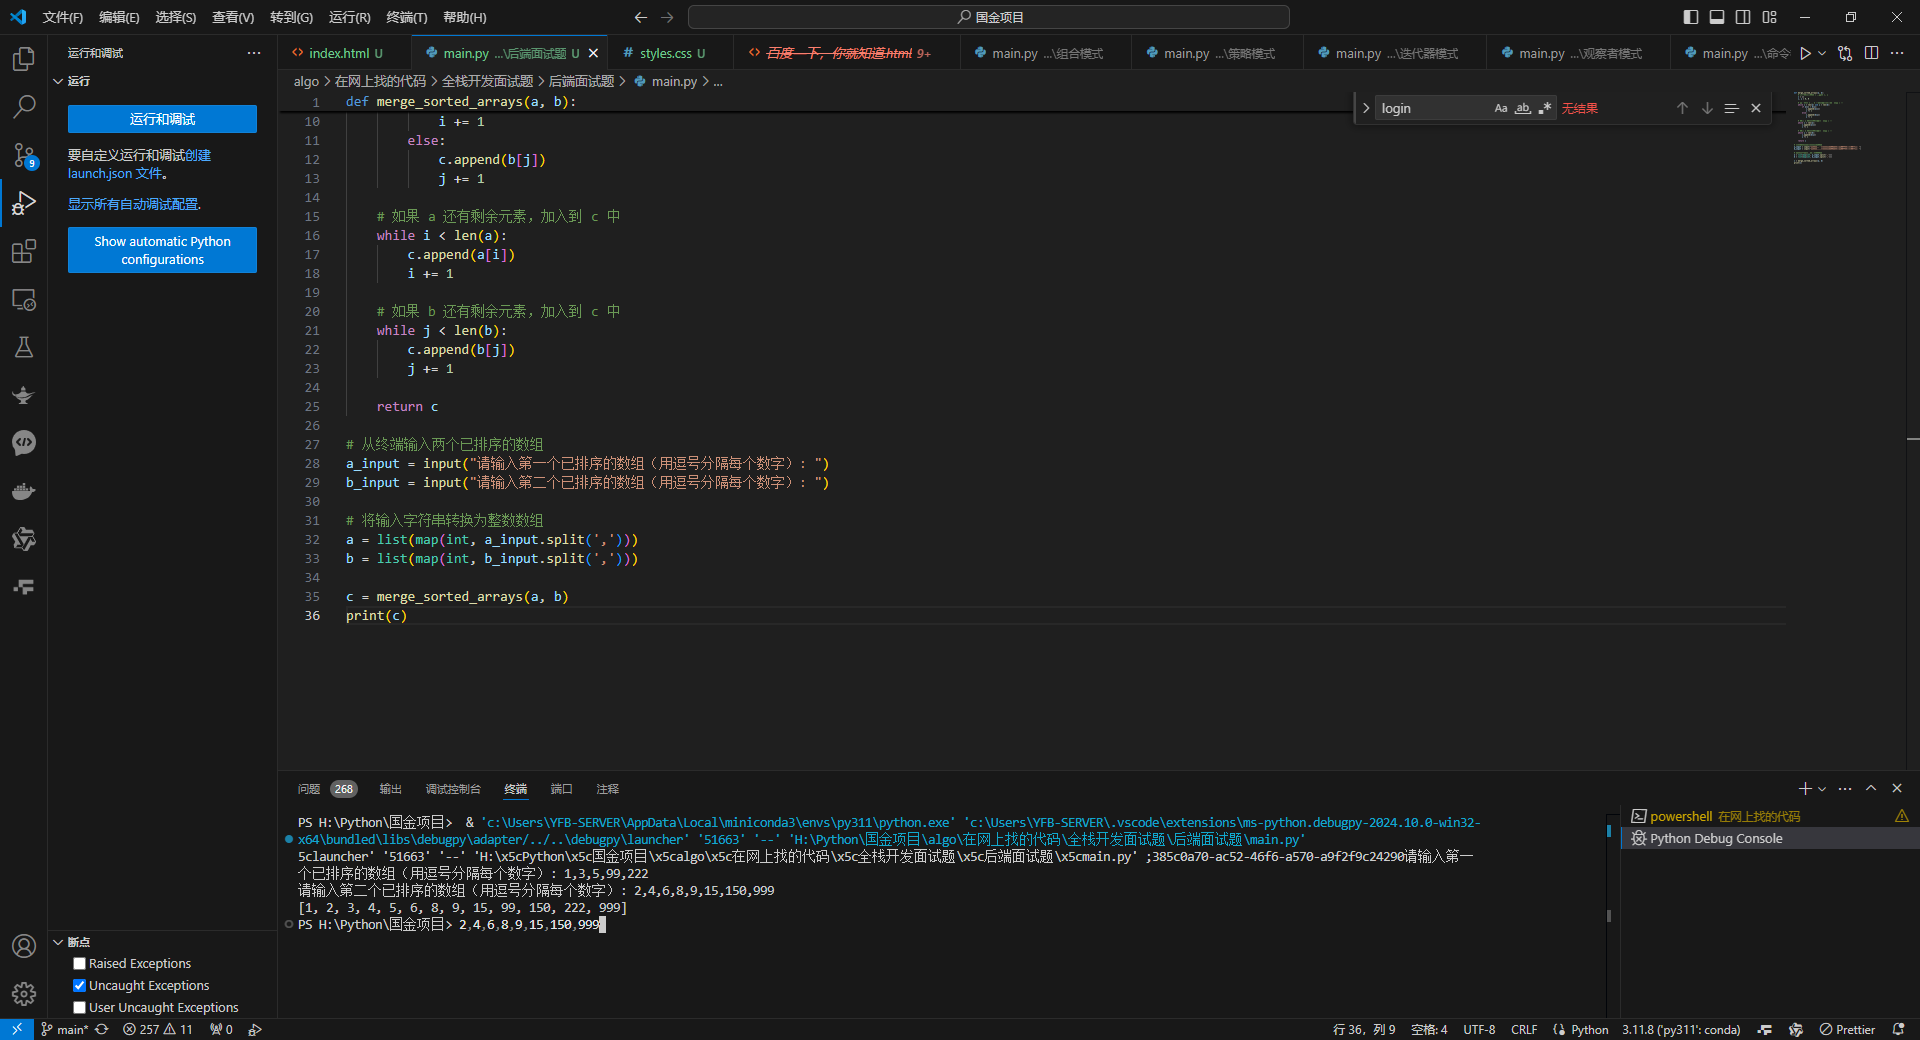 文件(F) 编辑(E) 选择(S) 查看(V) 转到(G) 运行(R) 终端(T) 帮助(H) 国金项目
运行和调试
运行
运行和调试
要自定义运行和调试创建
launch.json 文件。
显示所有自动调试配置.
Show automatic Python
configurations
断点
Raised Exceptions
Uncaught Exceptions
User Uncaught Exceptions
index.html U main.py ...\后端面试题 U styles.css U 百度一下，你就知道.html 9+ main.py ...\组合模式 main.py ...\策略模式 main.py ...\迭代器模式 main.py ...\观察者模式 main.py ...\命令
algo > 在网上找的代码 > 全栈开发面试题 > 后端面试题 > main.py > ...
login Aa ab 无结果
1 def merge_sorted_arrays(a, b):
10 i += 1
11 else:
12 c.append(b[j])
13 j += 1
14
15 # 如果 a 还有剩余元素，加入到 c 中
16 while i < len(a):
17 c.append(a[i])
18 i += 1
19
20 # 如果 b 还有剩余元素，加入到 c 中
21 while j < len(b):
22 c.append(b[j])
23 j += 1
24
25 return c
26
27 # 从终端输入两个已排序的数组
28 a_input = input("请输入第一个已排序的数组（用逗号分隔每个数字）: ")
29 b_input = input("请输入第二个已排序的数组（用逗号分隔每个数字）: ")
30
31 # 将输入字符串转换为整数数组
32 a = list(map(int, a_input.split(',')))
33 b = list(map(int, b_input.split(',')))
34
35 c = merge_sorted_arrays(a, b)
36 print(c)
问题 268 输出 调试控制台 终端 端口 注释
PS H:\Python\国金项目>  & 'c:\Users\YFB-SERVER\AppData\Local\miniconda3\envs\py311\python.exe' 'c:\Users\YFB-SERVER\.vscode\extensions\ms-python.debugpy-2024.10.0-win32-
x64\bundled\libs\debugpy\adapter/../..\debugpy\launcher' '51663' '--' 'H:\Python\国金项目\algo\在网上找的代码\全栈开发面试题\后端面试题\main.py'
5claucher' '51663' '--' 'H:\x5cPython\x5c国金项目\x5calgo\x5c在网上找的代码\x5c全栈开发面试题\x5c后端面试题\x5cmain.py' ;385c0a70-ac52-46f6-a570-a9f2f9c24290请输入第一
个已排序的数组（用逗号分隔每个数字）: 1,3,5,99,222
请输入第二个已排序的数组（用逗号分隔每个数字）: 2,4,6,8,9,15,150,999
[1, 2, 3, 4, 5, 6, 8, 9, 15, 99, 150, 222, 999]
PS H:\Python\国金项目> 2,4,6,8,9,15,150,999
powershell 在网上找的代码
Python Debug Console
main* 257 11 0 行 36，列 9 空格: 4 UTF-8 CRLF Python 3.11.8 ('py311': conda) Prettier